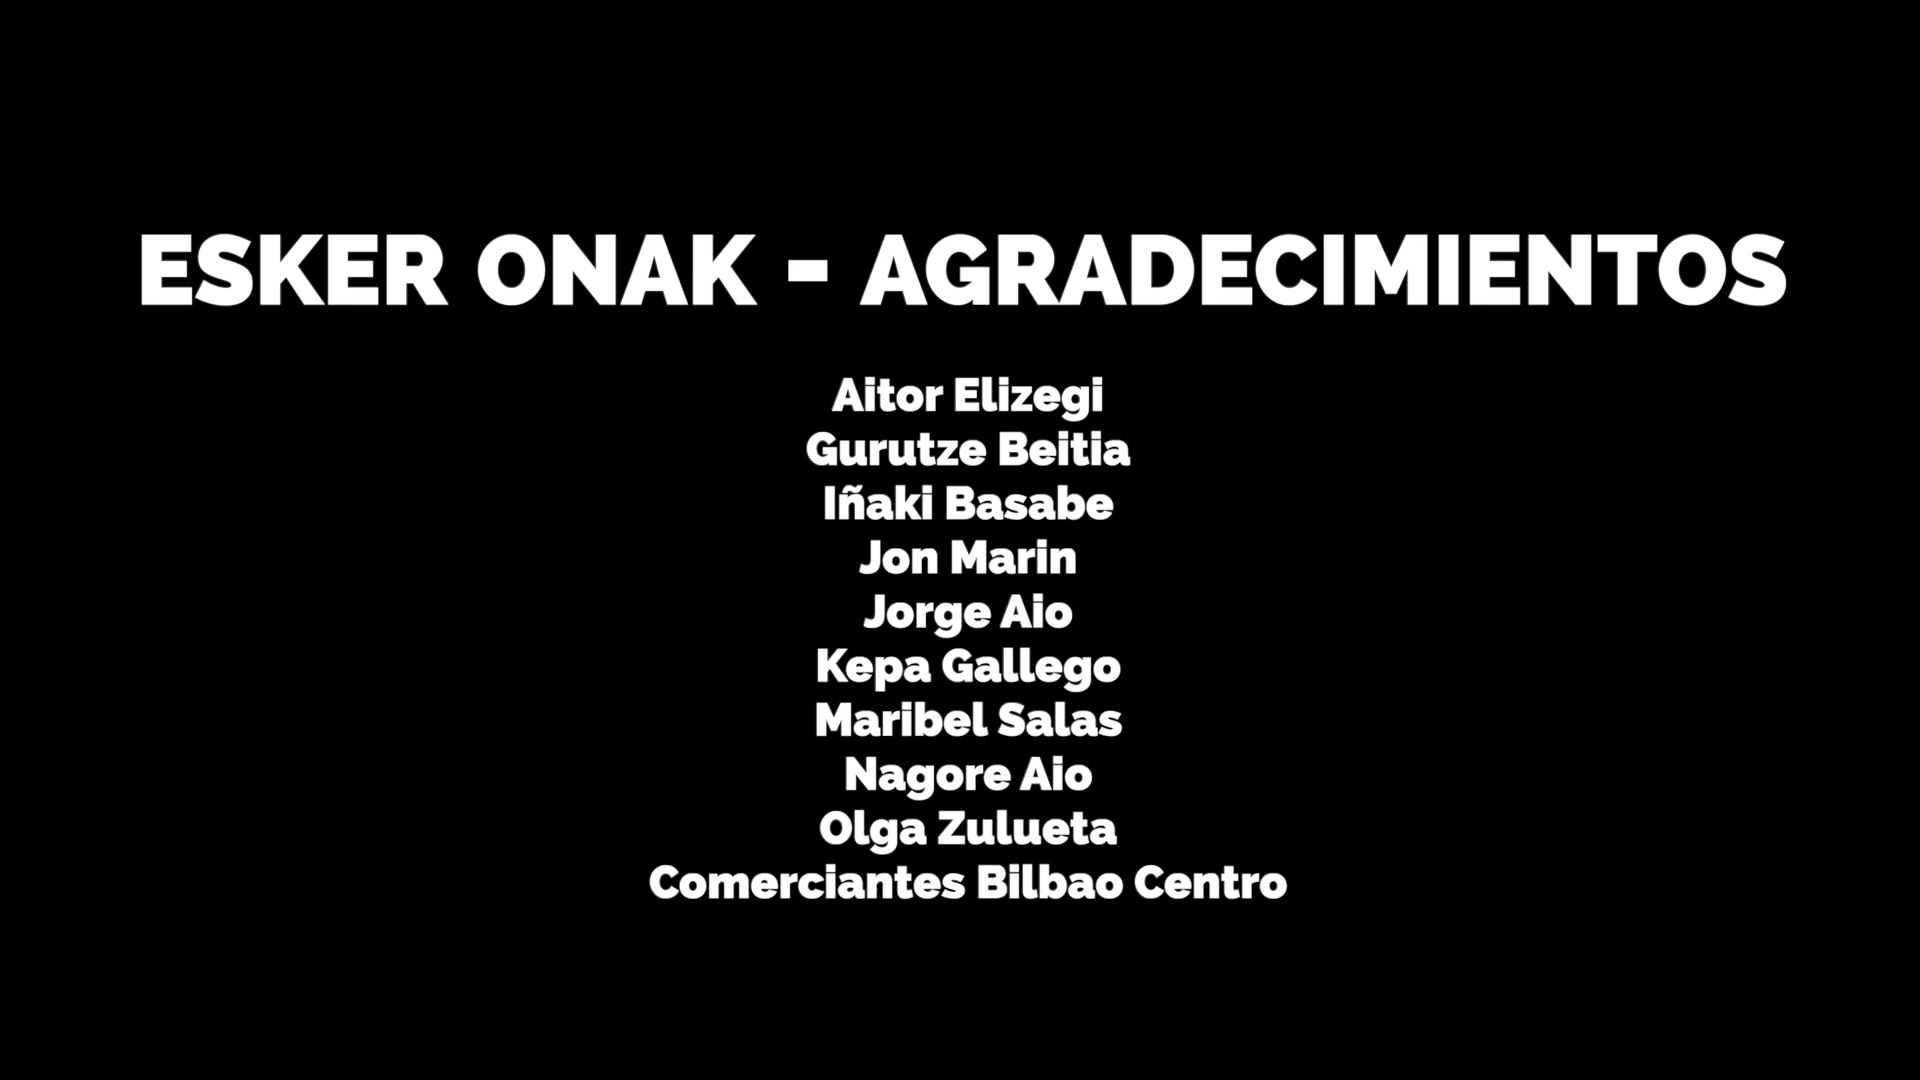 ESKER ONAK - AGRADECIMIENTOS
Aitor Elizegi
Gurutze Beitia
Iñaki Basabe
Jon Marin
Jorge Aio
Kepa Gallego
Maribel Salas
Nagore Aio
Olga Zulueta
Comerciantes Bilbao Centro